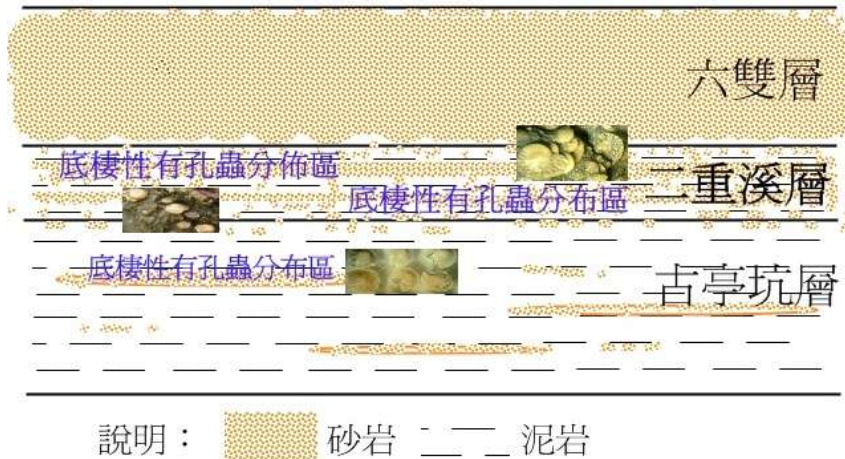 六雙層
底棲性有孔蟲分佈區
二重溪層
底棲性有孔蟲分布區
底棲性有孔蟲分布區
古亭坑層
說明：
砂岩
泥岩